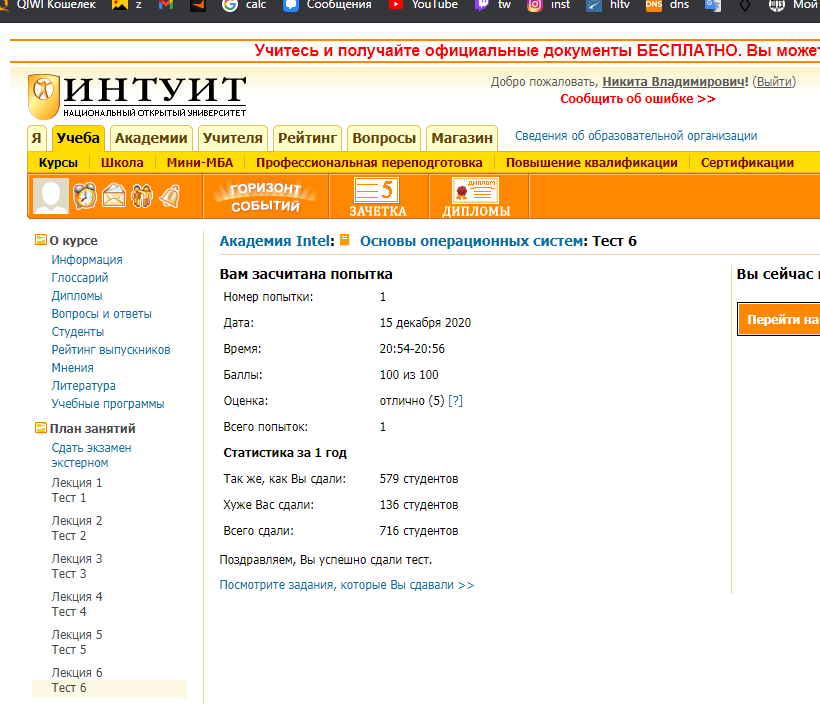 QIWI Кошелек z calc Сообщения YouTube tw inst hltv DNS dns Мой
Учитесь и получайте официальные документы БЕСПЛАТНО. Вы может
ИНТУИТ
НАЦИОНАЛЬНЫЙ ОТКРЫТЫЙ УНИВЕРСИТЕТ
Добро пожаловать, Никита Владимирович! (Выйти)
Сообщить об ошибке >>
Я Учеба Академии Учителя Рейтинг Вопросы Магазин Сведения об образовательной организации
Курсы Школа Мини-МБА Профессиональная переподготовка Повышение квалификации Сертификации
ГОРИЗОНТ
СОБЫТИЙ
5
ЗАЧЕТКА
ДИПЛОМ
ДИПЛОМЫ
О курсе
Информация
Глоссарий
Дипломы
Вопросы и ответы
Студенты
Рейтинг выпускников
Мнения
Литература
Учебные программы
План занятий
Сдать экзамен
экстерном
Лекция 1
Тест 1
Лекция 2
Тест 2
Лекция 3
Тест 3
Лекция 4
Тест 4
Лекция 5
Тест 5
Лекция 6
Тест 6
Академия Intel: Основы операционных систем: Тест 6
Вам засчитана попытка
Номер попытки: 1
Дата: 15 декабря 2020
Время: 20:54-20:56
Баллы: 100 из 100
Оценка: отлично (5) [?]
Всего попыток: 1
Статистика за 1 год
Так же, как Вы сдали: 579 студентов
Хуже Вас сдали: 136 студентов
Всего сдали: 716 студентов
Поздравляем, Вы успешно сдали тест.
Посмотрите задания, которые Вы сдавали >>
Вы сейчас
Перейти на